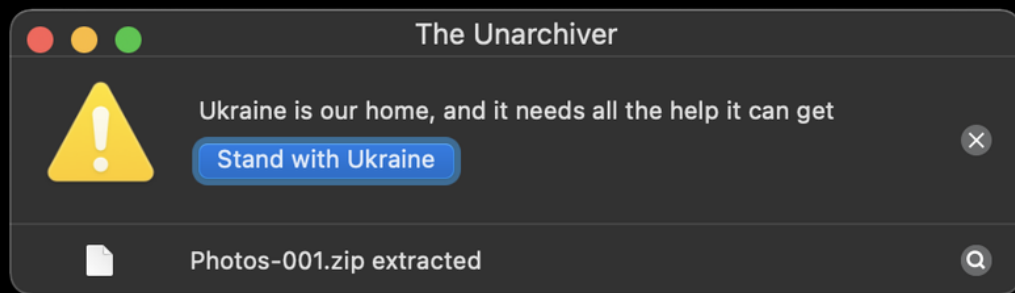 The Unarchiver
Ukraine is our home, and it needs all the help it can get
Stand with Ukraine
Photos-001.zip extracted